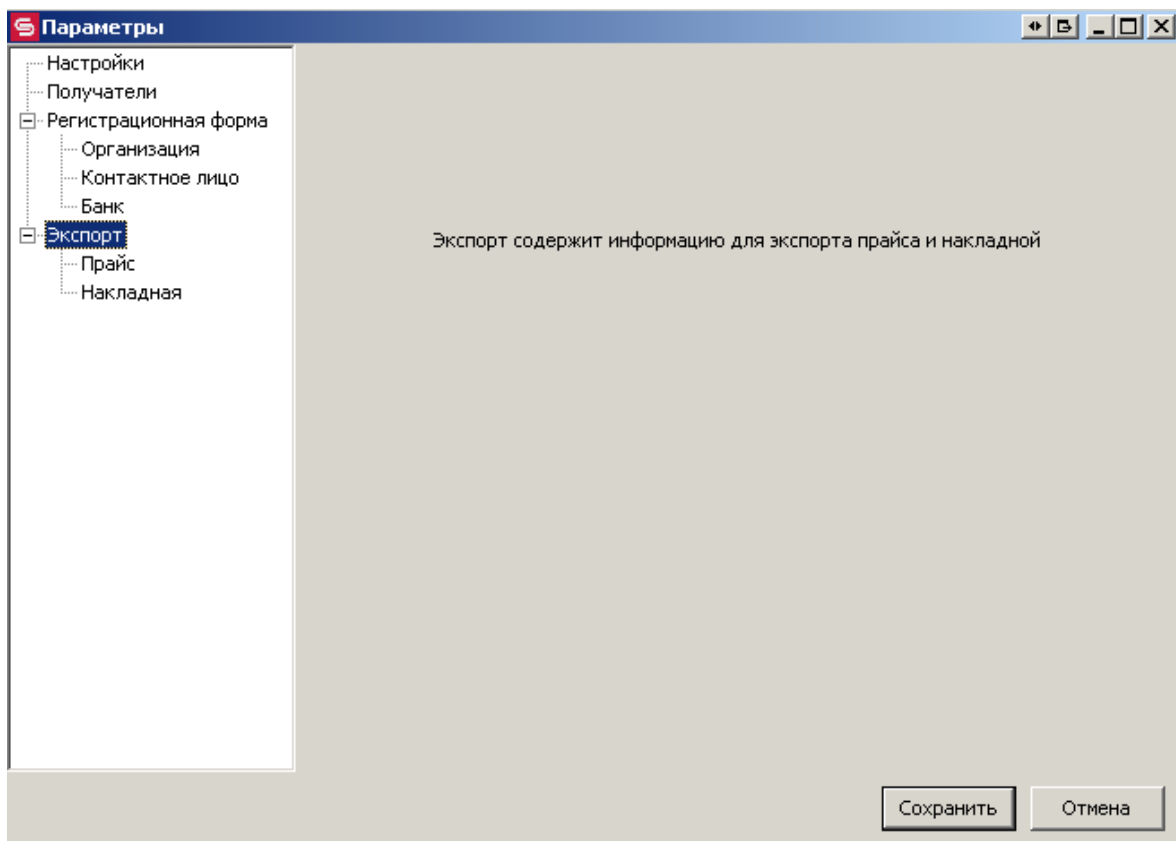 Параметры
Настройки
Получатели
Регистрационная форма
Организация
Контактное лицо
Банк
Экспорт
Экспорт содержит информацию для экспорта прайса и накладной
Прайс
Накладная
Сохранить
Отмена